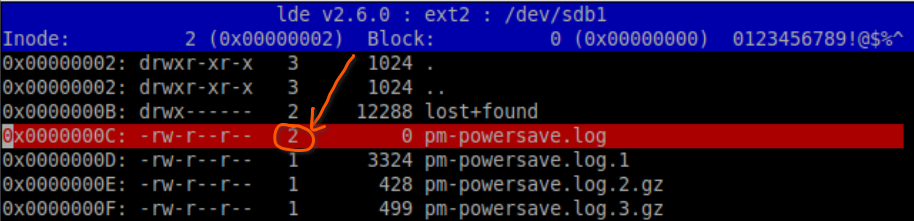 lde v2.6.0 : ext2 : /dev/sdb1
Inode: 2 (0x00000002) Block: 0 (0x00000000) 0123456789!@$%^
0x00000002: drwxr-xr-x 3 1024 .
0x00000002: drwxr-xr-x 3 1024 ..
0x0000000B: drwx------ 2 12288 lost+found
0x0000000C: -rw-r--r-- 2 0 pm-powersave.log
0x0000000D: -rw-r--r-- 1 3324 pm-powersave.log.1
0x0000000E: -rw-r--r-- 1 428 pm-powersave.log.2.gz
0x0000000F: -rw-r--r-- 1 499 pm-powersave.log.3.gz